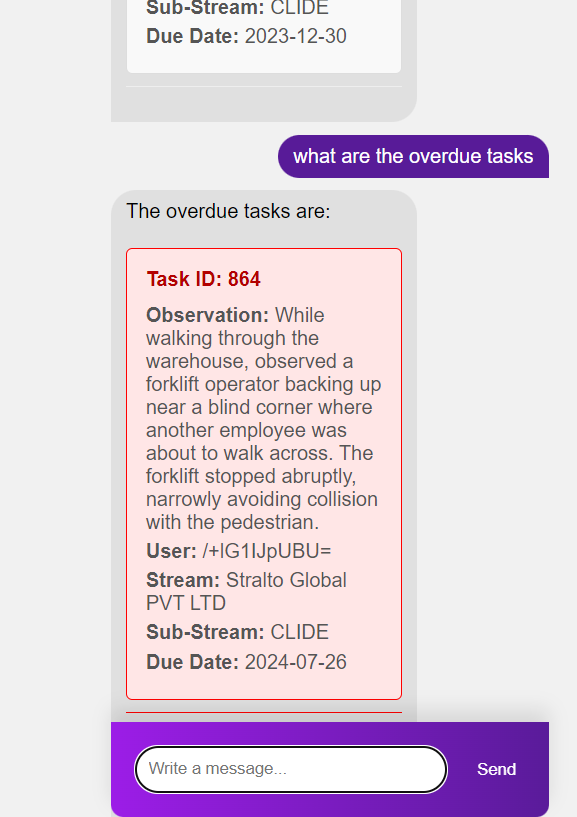 Sub-Stream: CLIDE
Due Date: 2023-12-30
what are the overdue tasks
The overdue tasks are:
Task ID: 864
Observation: While
walking through the
warehouse, observed a
forklift operator backing up
near a blind corner where
another employee was
about to walk across. The
forklift stopped abruptly,
narrowly avoiding collision
with the pedestrian.
User: /+IG1IJpUBU=
Stream: Stralto Global
PVT LTD
Sub-Stream: CLIDE
Due Date: 2024-07-26
Write a message...
Send